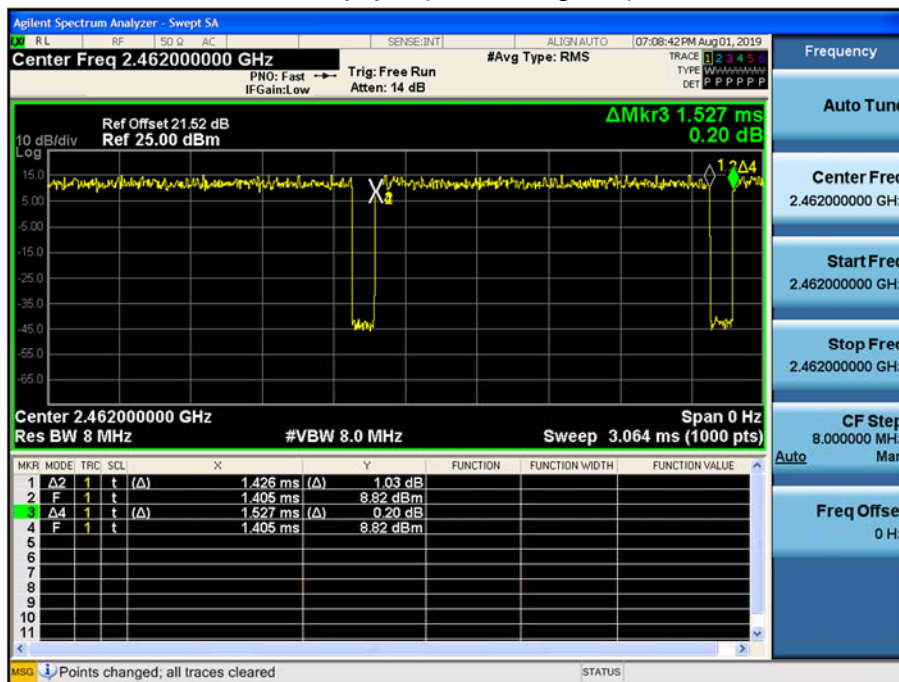 Agilent Spectrum Analyzer - Swept SA
RL RF 50 Ω AC SENSE:INT ALIGN AUTO 07:08:42 PM Aug 01, 2019
Center Freq 2.462000000 GHz
PNO: Fast
IFGain:Low
Trig: Free Run
Atten: 14 dB
#Avg Type: RMS
TRACE 1 2 3 4 5 6
TYPE W
DET P P P P P P
Ref Offset 21.52 dB
10 dB/div Ref 25.00 dBm
Log
ΔMkr3 1.527 ms
0.20 dB
15.0
5.00
-5.00
-15.0
-25.0
-35.0
-45.0
-55.0
-65.0
Center 2.462000000 GHz Span 0 Hz
Res BW 8 MHz #VBW 8.0 MHz Sweep 3.064 ms (1000 pts)
MKR MODE TRC SCL X Y FUNCTION FUNCTION WIDTH FUNCTION VALUE
1 Δ2 1 t (Δ) 1.426 ms (Δ) 1.03 dB
2 F 1 t 1.405 ms 8.82 dBm
3 Δ4 1 t (Δ) 1.527 ms (Δ) 0.20 dB
4 F 1 t 1.405 ms 8.82 dBm
5
6
7
8
9
10
11
MSG Points changed; all traces cleared STATUS
Frequency
Auto Tune
Center Freq
2.462000000 GHz
Start Freq
2.462000000 GHz
Stop Freq
2.462000000 GHz
CF Step
8.000000 MHz
Auto Man
Freq Offset
0 Hz